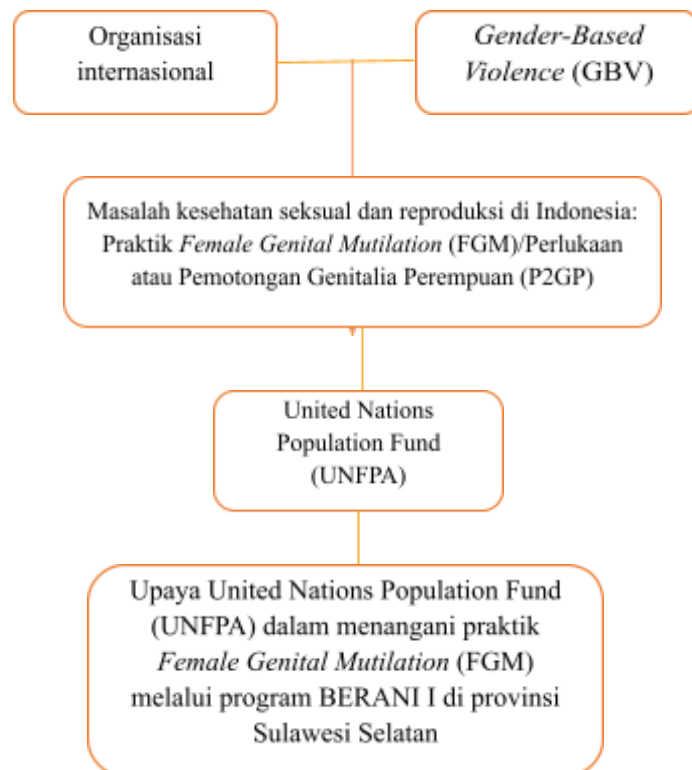 Organisasi
internasional
Gender-Based
Violence (GBV)
Masalah kesehatan seksual dan reproduksi di Indonesia:
Praktik Female Genital Mutilation (FGM)/Perlukaan
atau Pemotongan Genitalia Perempuan (P2GP)
United Nations
Population Fund
(UNFPA)
Upaya United Nations Population Fund
(UNFPA) dalam menangani praktik
Female Genital Mutilation (FGM)
melalui program BERANI I di provinsi
Sulawesi Selatan